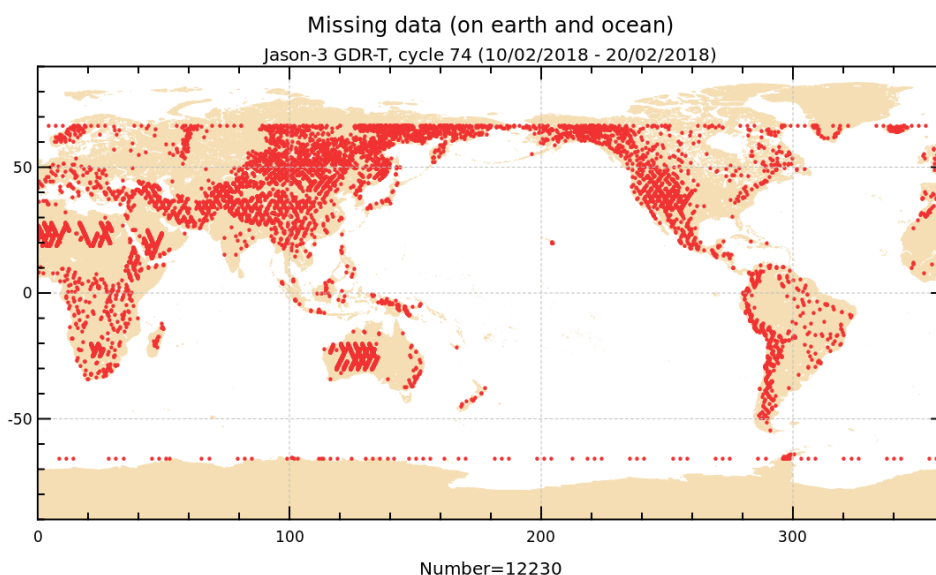 Missing data (on earth and ocean)
Jason-3 GDR-T, cycle 74 (10/02/2018 - 20/02/2018)
50
0
-50
0 100 200 300
Number=12230